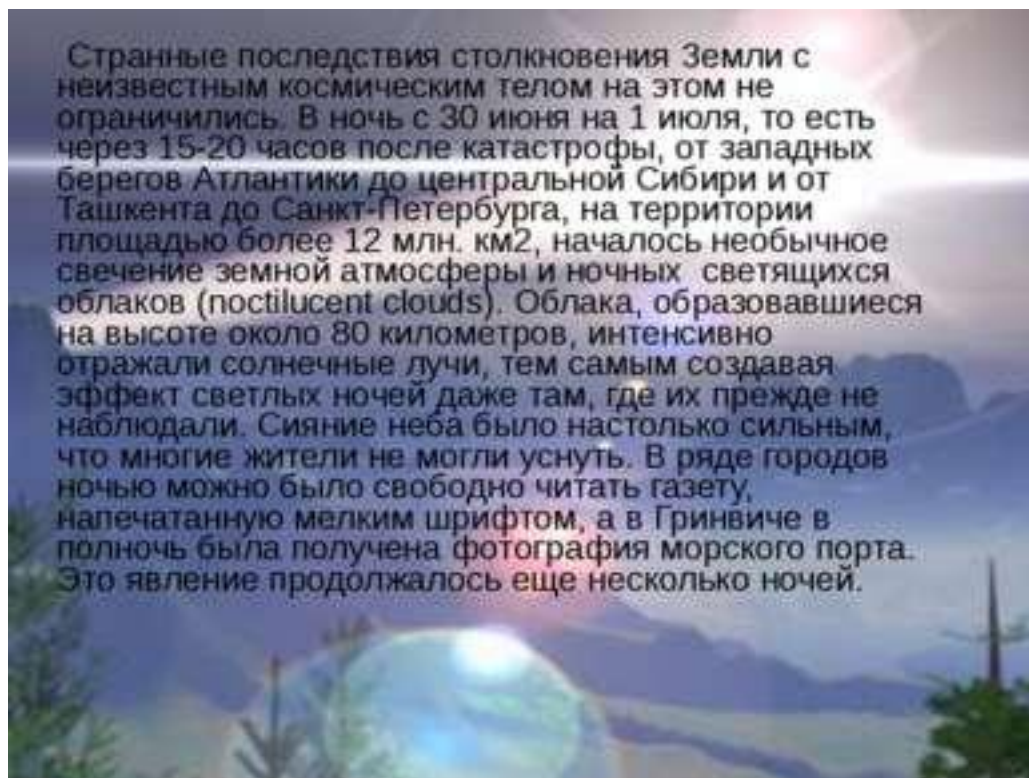 Странные последствия столкновения Земли с
неизвестным космическим телом на этом не
ограничились. В ночь с 30 июня на 1 июля, то есть
через 15-20 часов после катастрофы, от западных
берегов Атлантики до центральной Сибири и от
Ташкента до Санкт-Петербурга, на территории
площадью более 12 млн. км2, началось необычное
свечение земной атмосферы и ночных  светящихся
облаков (noctilucent clouds). Облака, образовавшиеся
на высоте около 80 километров, интенсивно
отражали солнечные лучи, тем самым создавая
эффект светлых ночей даже там, где их прежде не
наблюдали. Сияние неба было настолько сильным,
что многие жители не могли уснуть. В ряде городов
ночью можно было свободно читать газету,
напечатанную мелким шрифтом, а в Гринвиче в
полночь была получена фотография морского порта.
Это явление продолжалось еще несколько ночей.